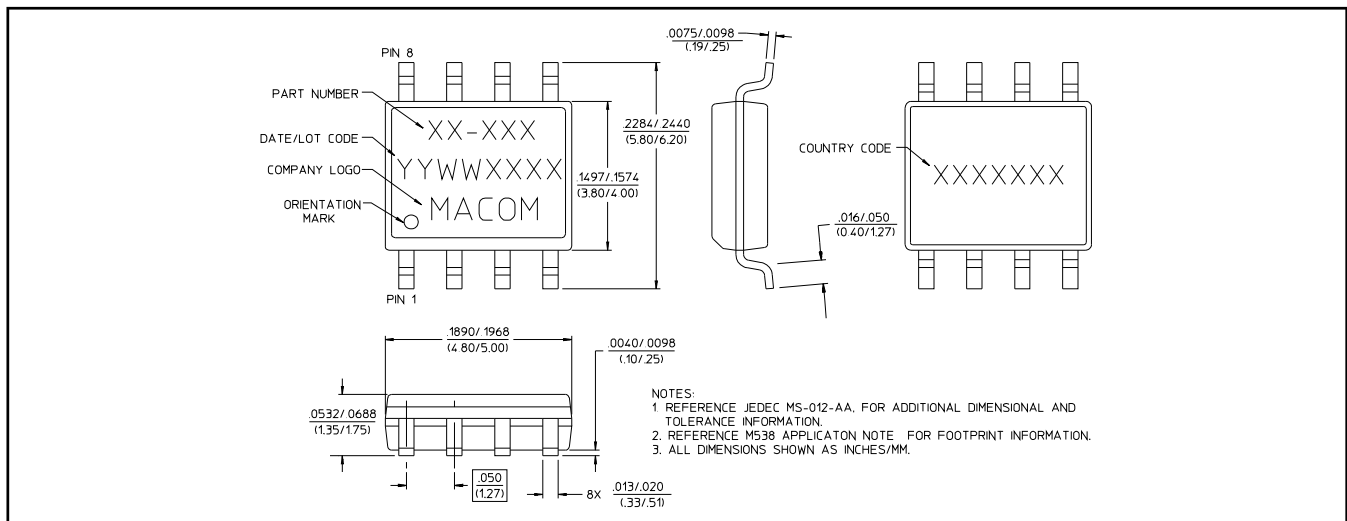 PIN 8
PART NUMBER
XX-XXX
DATE/LOT CODE
YYWWXXXX
COMPANY LOGO
MACOM
ORIENTATION
MARK
PIN 1
.2284/.2440
(5.80/6.20)
.1497/.1574
(3.80/4.00)
.0075/.0098
(.19/.25)
.016/.050
(0.40/1.27)
COUNTRY CODE
XXXXXXX
.1890/.1968
(4.80/5.00)
.0040/.0098
(.10/.25)
.0532/.0688
(1.35/1.75)
.050
(1.27)
8X .013/.020
(.33/.51)
NOTES:
1. REFERENCE JEDEC MS-012-AA, FOR ADDITIONAL DIMENSIONAL AND
TOLERANCE INFORMATION.
2. REFERENCE M538 APPLICATON NOTE FOR FOOTPRINT INFORMATION.
3. ALL DIMENSIONS SHOWN AS INCHES/MM.